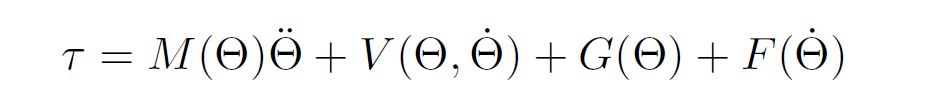 τ = M(Θ)Θ̈ + V(Θ, Θ̇) + G(Θ) + F(Θ̇)